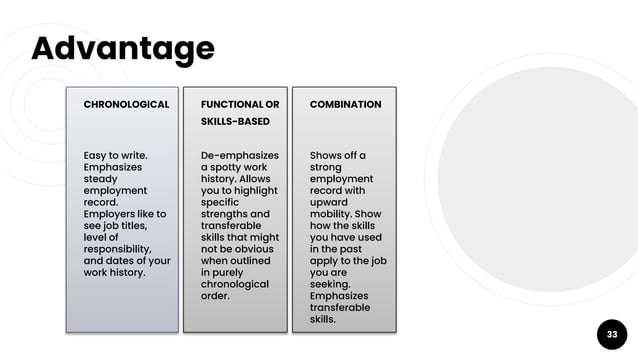 Advantage
CHRONOLOGICAL
Easy to write.
Emphasizes
steady
employment
record.
Employers like to
see job titles,
level of
responsibility,
and dates of your
work history.
FUNCTIONAL OR
SKILLS-BASED
De-emphasizes
a spotty work
history. Allows
you to highlight
specific
strengths and
transferable
skills that might
not be obvious
when outlined
in purely
chronological
order.
COMBINATION
Shows off a
strong
employment
record with
upward
mobility. Show
how the skills
you have used
in the past
apply to the job
you are
seeking.
Emphasizes
transferable
skills.
33